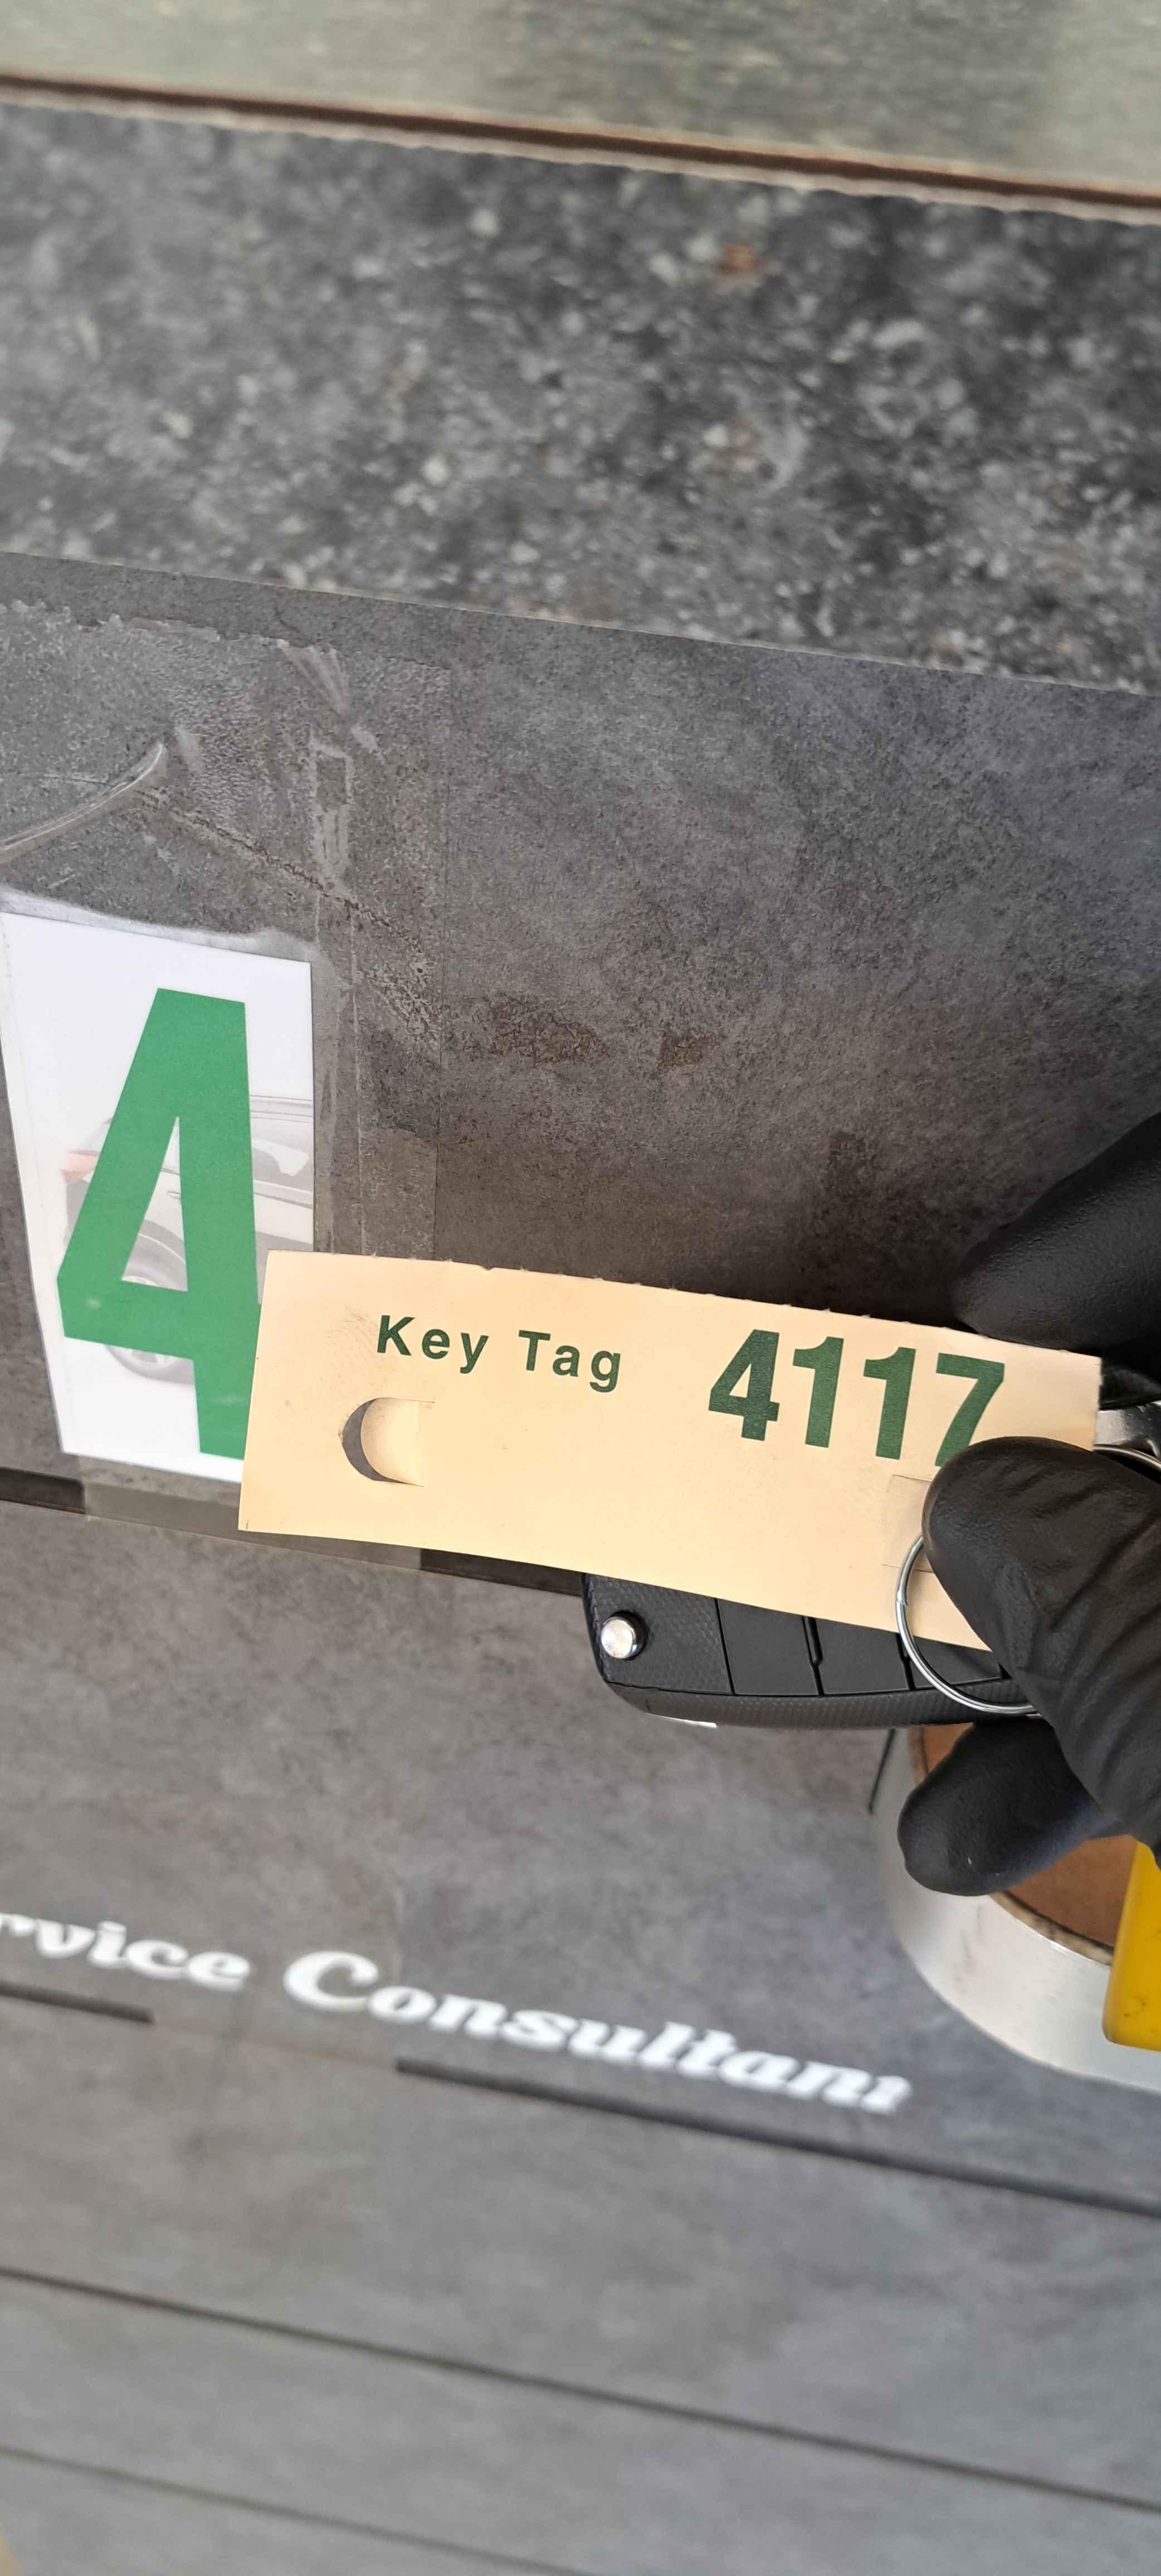 4
Key Tag 4117
rvice Consultant